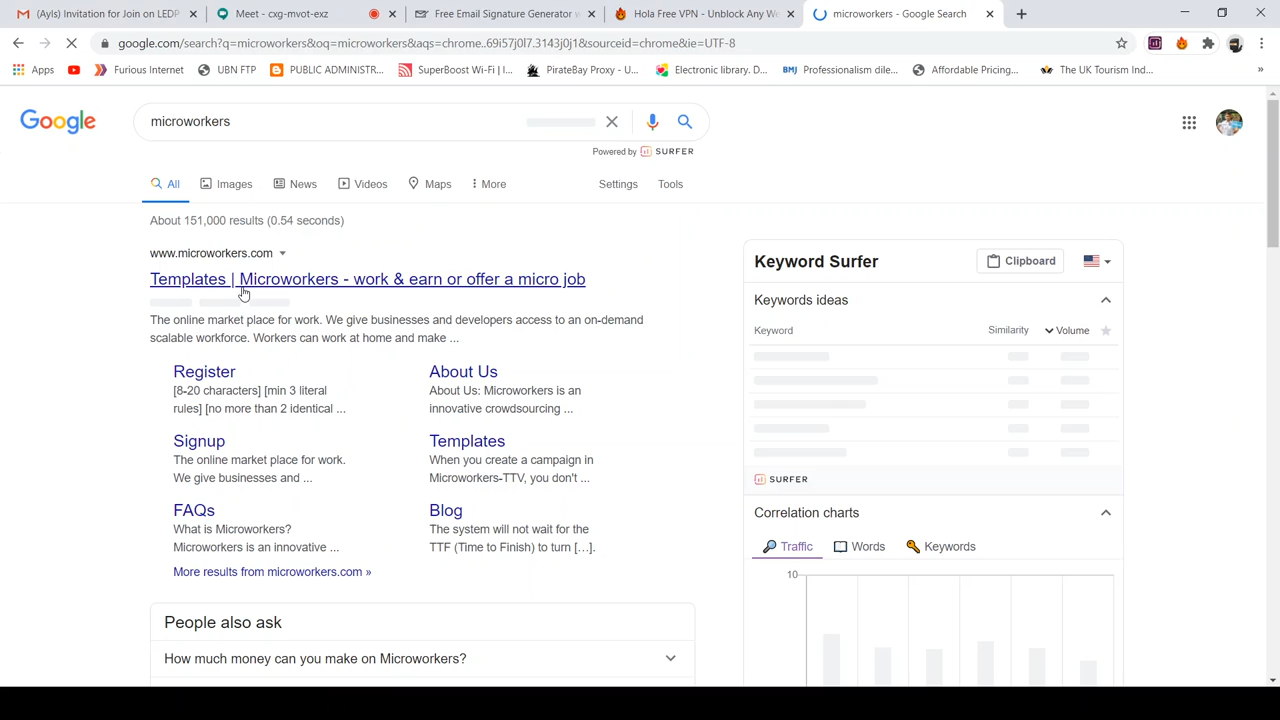 (Ayls) Invitation for Join on LEDP
Meet - cxg-mvot-exz
Free Email Signature Generator w
Hola Free VPN - Unblock Any We
microworkers - Google Search
google.com/search?q=microworkers&oq=microworkers&aqs=chrome..69i57j0l7.3143j0j1&sourceid=chrome&ie=UTF-8
Apps
Furious Internet
UBN FTP
PUBLIC ADMINISTR...
SuperBoost Wi-Fi | I...
PirateBay Proxy - U...
Electronic library. D...
BMJ
Professionalism dile...
Affordable Pricing...
The UK Tourism Ind...
»
Google
microworkers
Powered by SURFER
All
Images
News
Videos
Maps
More
Settings
Tools
About 151,000 results (0.54 seconds)
www.microworkers.com
Templates | Microworkers - work & earn or offer a micro job
The online market place for work. We give businesses and developers access to an on-demand
scalable workforce. Workers can work at home and make ...
Register
[8-20 characters] [min 3 literal
rules] [no more than 2 identical ...
About Us
About Us: Microworkers is an
innovative crowdsourcing ...
Signup
The online market place for work.
We give businesses and ...
Templates
When you create a campaign in
Microworkers-TTV, you don't ...
FAQs
What is Microworkers?
Microworkers is an innovative ...
Blog
The system will not wait for the
TTF (Time to Finish) to turn [...].
More results from microworkers.com »
People also ask
How much money can you make on Microworkers?
Keyword Surfer
Clipboard
Keywords ideas
Keyword
Similarity
Volume
SURFER
Correlation charts
Traffic
Words
Keywords
10